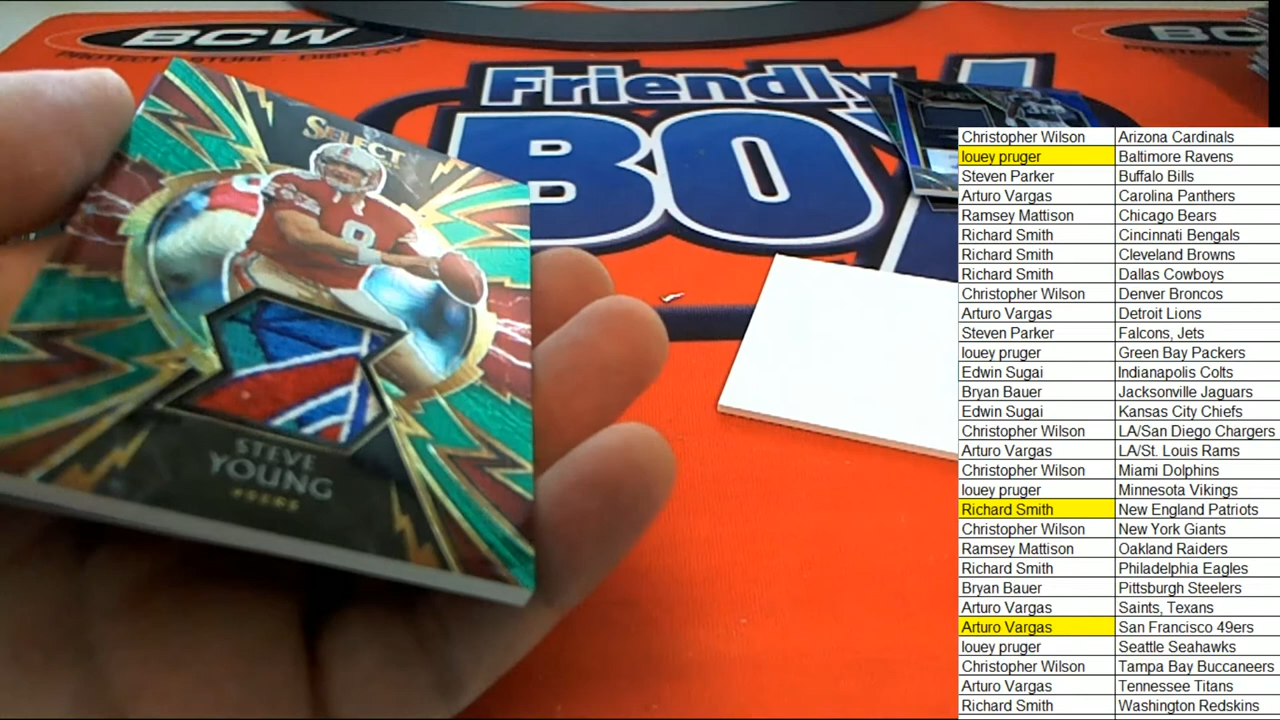 BCW
PROTECT · STORE · DISPLAY
BCW
PROTECT
Friendly
BO
SELECT
8
STEVE
YOUNG
Christopher Wilson Arizona Cardinals
louey pruger Baltimore Ravens
Steven Parker Buffalo Bills
Arturo Vargas Carolina Panthers
Ramsey Mattison Chicago Bears
Richard Smith Cincinnati Bengals
Richard Smith Cleveland Browns
Richard Smith Dallas Cowboys
Christopher Wilson Denver Broncos
Arturo Vargas Detroit Lions
Steven Parker Falcons, Jets
louey pruger Green Bay Packers
Edwin Sugai Indianapolis Colts
Bryan Bauer Jacksonville Jaguars
Edwin Sugai Kansas City Chiefs
Christopher Wilson LA/San Diego Chargers
Arturo Vargas LA/St. Louis Rams
Christopher Wilson Miami Dolphins
louey pruger Minnesota Vikings
Richard Smith New England Patriots
Christopher Wilson New York Giants
Ramsey Mattison Oakland Raiders
Richard Smith Philadelphia Eagles
Bryan Bauer Pittsburgh Steelers
Arturo Vargas Saints, Texans
Arturo Vargas San Francisco 49ers
louey pruger Seattle Seahawks
Christopher Wilson Tampa Bay Buccaneers
Arturo Vargas Tennessee Titans
Richard Smith Washington Redskins